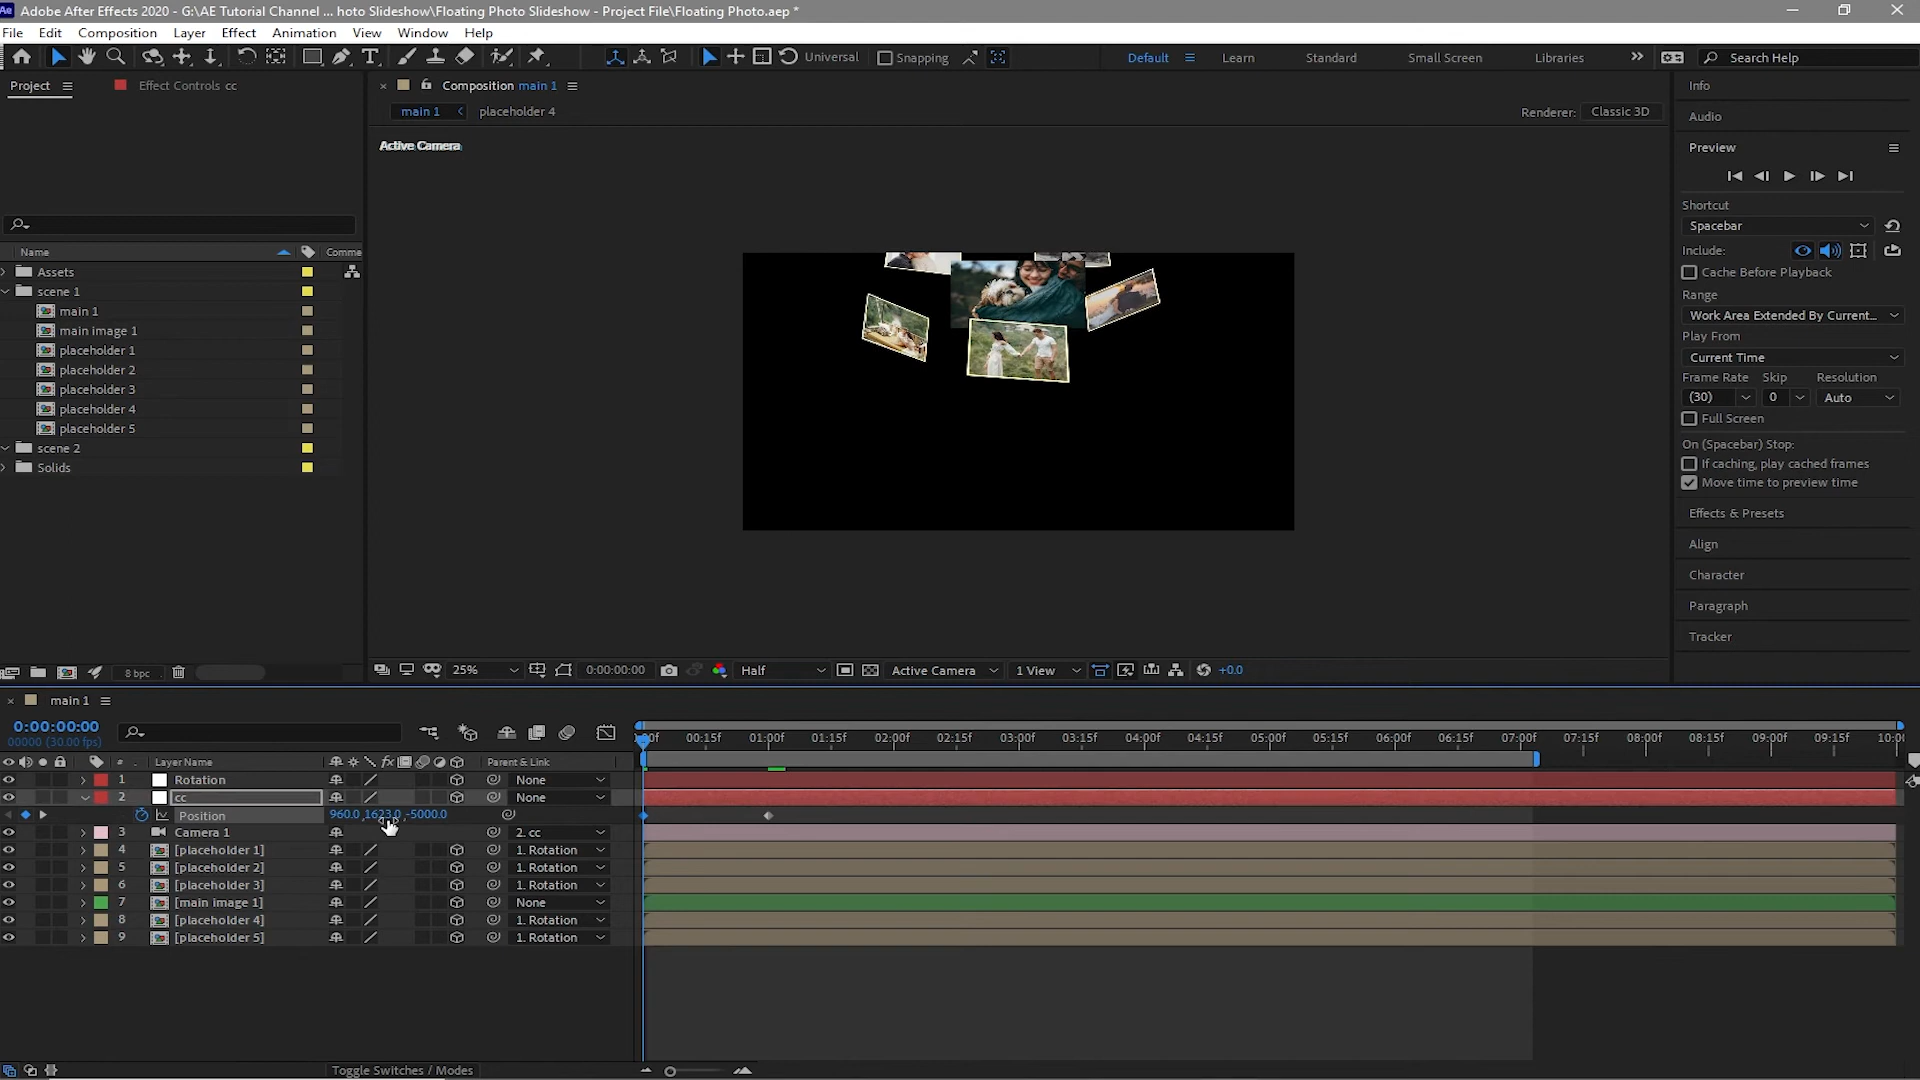 Adobe After Effects 2020 - G:\AE Tutorial Channel ... hoto Slideshow\Floating Photo Slideshow - Project File\Floating Photo.aep *
File Edit Composition Layer Effect Animation View Window Help
Universal Snapping Default Learn Standard Small Screen Libraries Search Help
Project Effect Controls cc
Composition main 1
main 1 placeholder 4
Renderer: Classic 3D
Active Camera
Name Comme
Assets
scene 1
main 1
main image 1
placeholder 1
placeholder 2
placeholder 3
placeholder 4
placeholder 5
scene 2
Solids
8 bpc
25% 0:00:00:00 Half Active Camera 1 View +0.0
Info
Audio
Preview
Shortcut
Spacebar
Include:
Cache Before Playback
Range
Work Area Extended By Current...
Play From
Current Time
Frame Rate Skip Resolution
(30) 0 Auto
Full Screen
On (Spacebar) Stop:
If caching, play cached frames
Move time to preview time
Effects & Presets
Align
Character
Paragraph
Tracker
main 1
0:00:00:00
00000 (30.00 fps)
00f 00:15f 01:00f 01:15f 02:00f 02:15f 03:00f 03:15f 04:00f 04:15f 05:00f 05:15f 06:00f 06:15f 07:00f 07:15f 08:00f 08:15f 09:00f 09:15f 10:0
# Layer Name Parent & Link
1 Rotation None
2 cc None
Position 960.0,1623.0,-5000.0
3 Camera 1 2. cc
4 [placeholder 1] 1. Rotation
5 [placeholder 2] 1. Rotation
6 [placeholder 3] 1. Rotation
7 [main image 1] None
8 [placeholder 4] 1. Rotation
9 [placeholder 5] 1. Rotation
Toggle Switches / Modes